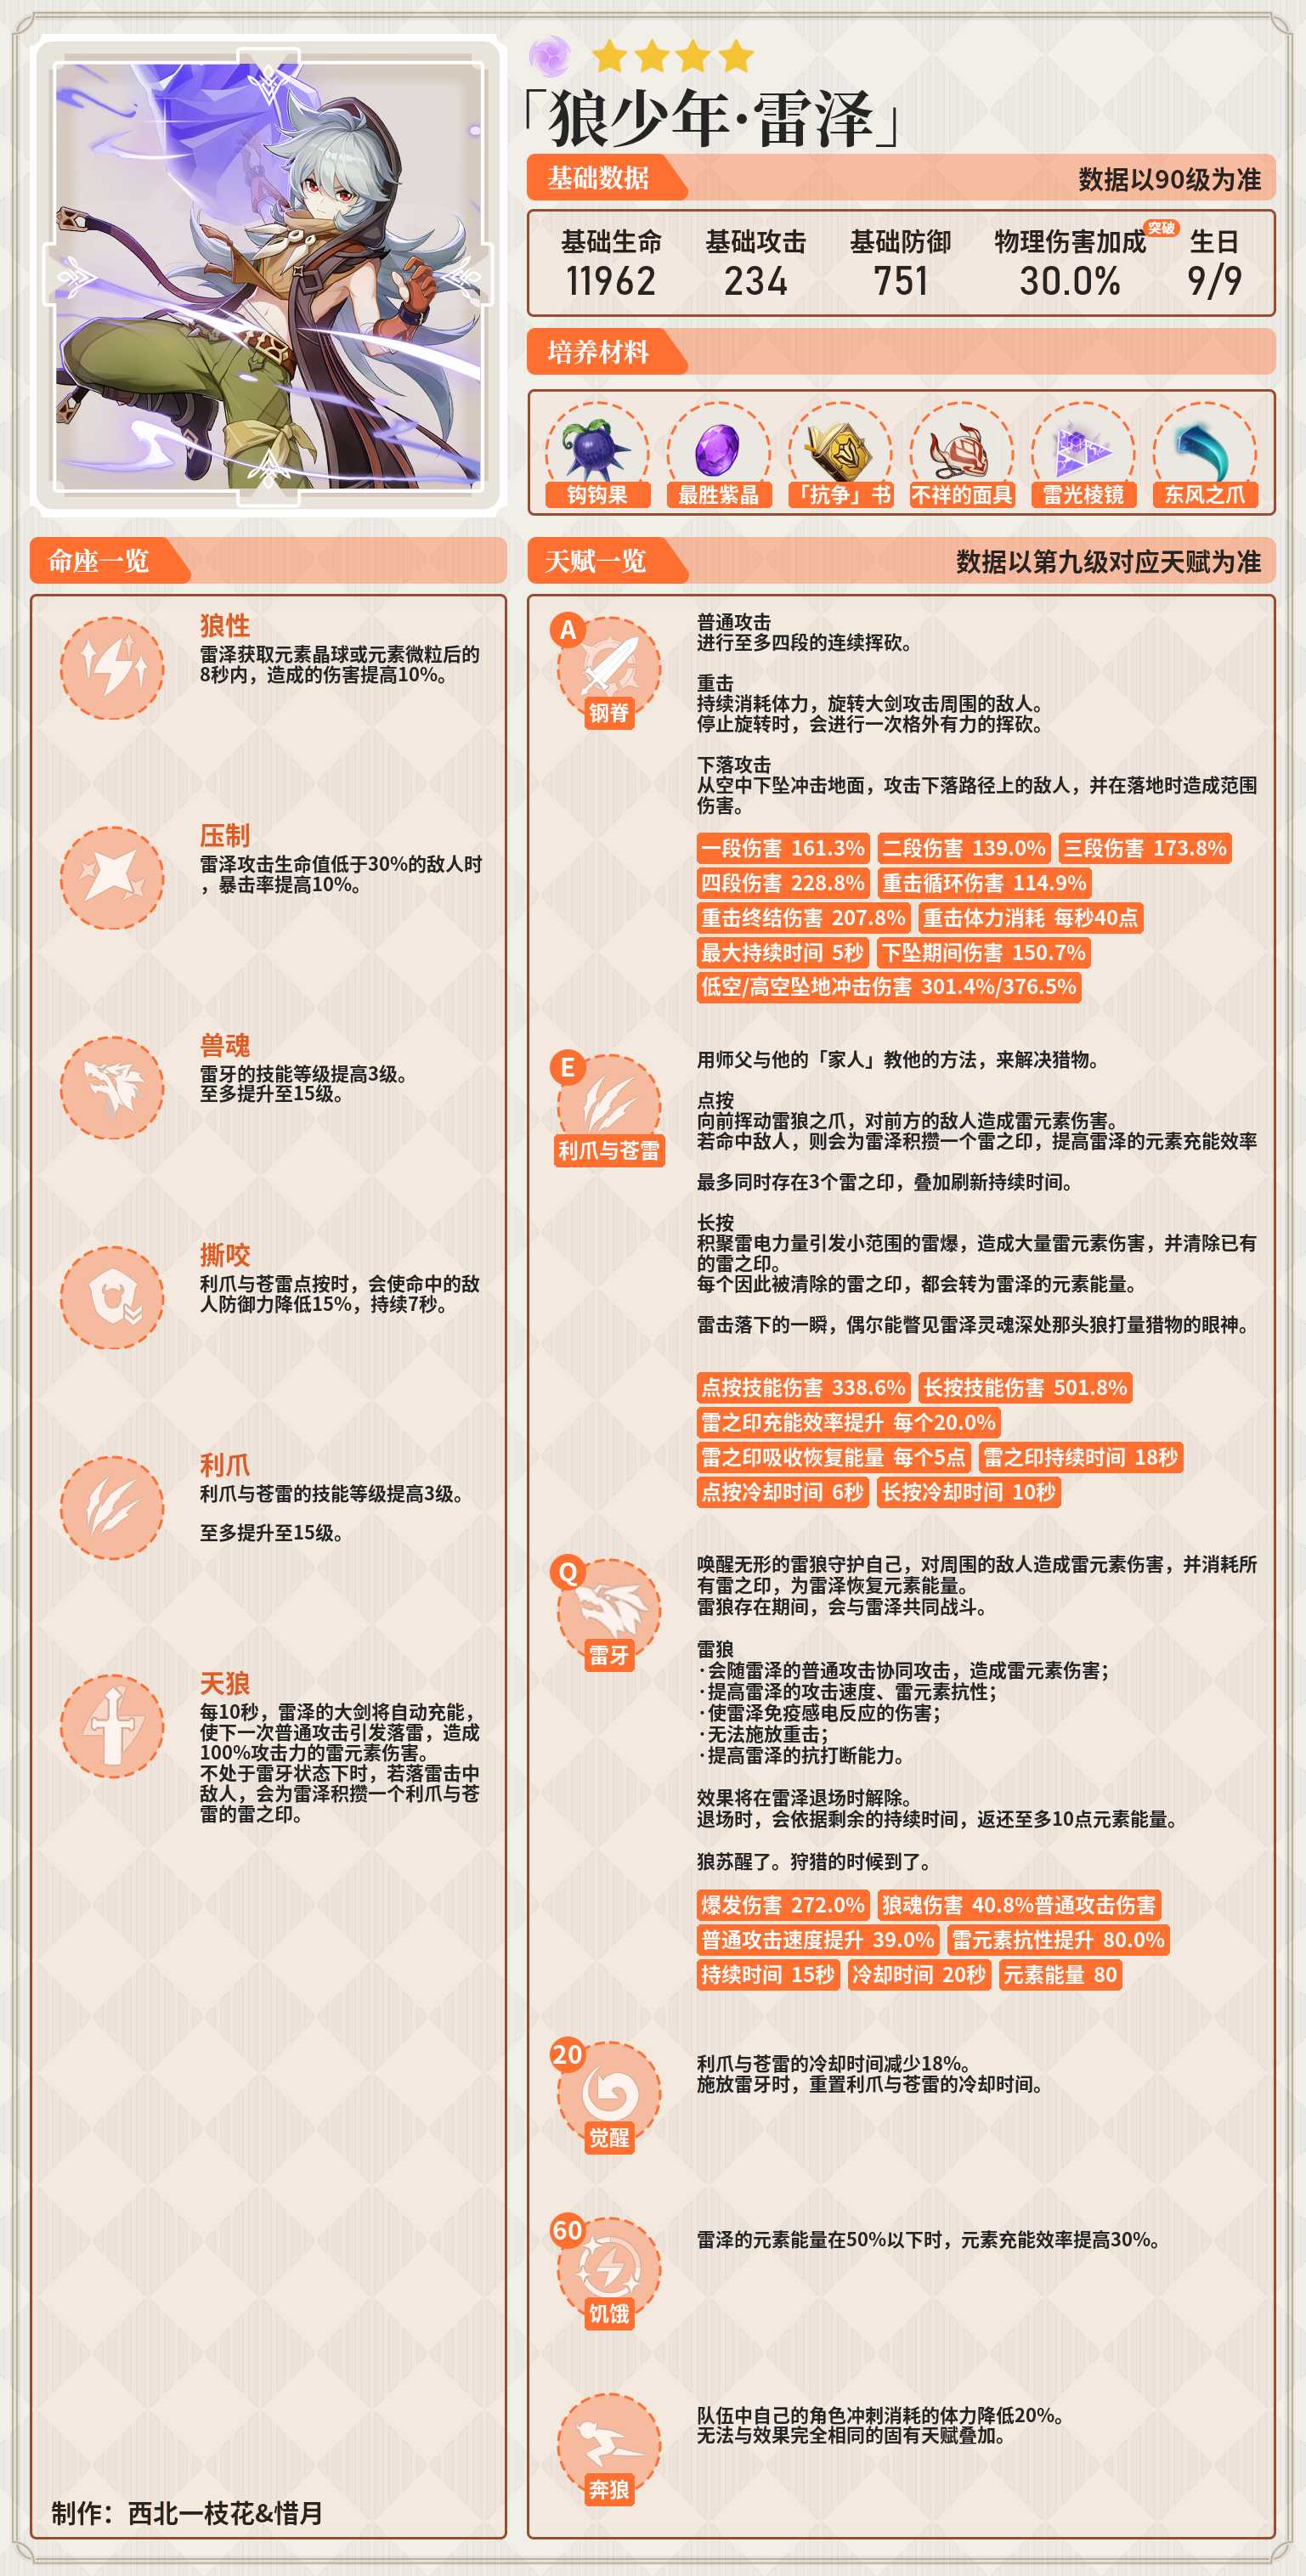 「狼少年·雷泽」
基础数据
数据以90级为准
基础生命
11962
基础攻击
234
基础防御
751
物理伤害加成
突破
30.0%
生日
9/9
培养材料
钩钩果
最胜紫晶
「抗争」书
不祥的面具
雷光棱镜
东风之爪
命座一览
狼性
雷泽获取元素晶球或元素微粒后的
8秒内，造成的伤害提高10%。
压制
雷泽攻击生命值低于30%的敌人时
，暴击率提高10%。
兽魂
雷牙的技能等级提高3级。
至多提升至15级。
撕咬
利爪与苍雷点按时，会使命中的敌
人防御力降低15%，持续7秒。
利爪
利爪与苍雷的技能等级提高3级。
至多提升至15级。
天狼
每10秒，雷泽的大剑将自动充能，
使下一次普通攻击引发落雷，造成
100%攻击力的雷元素伤害。
不处于雷牙状态下时，若落雷击中
敌人，会为雷泽积攒一个利爪与苍
雷的雷之印。
制作：西北一枝花&惜月
天赋一览
数据以第九级对应天赋为准
A
钢脊
普通攻击
进行至多四段的连续挥砍。
重击
持续消耗体力，旋转大剑攻击周围的敌人。
停止旋转时，会进行一次格外有力的挥砍。
下落攻击
从空中下坠冲击地面，攻击下落路径上的敌人，并在落地时造成范围
伤害。
一段伤害 161.3% 二段伤害 139.0% 三段伤害 173.8%
四段伤害 228.8% 重击循环伤害 114.9%
重击终结伤害 207.8% 重击体力消耗 每秒40点
最大持续时间 5秒 下坠期间伤害 150.7%
低空/高空坠地冲击伤害 301.4%/376.5%
E
利爪与苍雷
用师父与他的「家人」教他的方法，来解决猎物。
点按
向前挥动雷狼之爪，对前方的敌人造成雷元素伤害。
若命中敌人，则会为雷泽积攒一个雷之印，提高雷泽的元素充能效率
最多同时存在3个雷之印，叠加刷新持续时间。
长按
积聚雷电力量引发小范围的雷爆，造成大量雷元素伤害，并清除已有
的雷之印。
每个因此被清除的雷之印，都会转为雷泽的元素能量。
雷击落下的一瞬，偶尔能瞥见雷泽灵魂深处那头狼打量猎物的眼神。
点按技能伤害 338.6% 长按技能伤害 501.8%
雷之印充能效率提升 每个20.0%
雷之印吸收恢复能量 每个5点 雷之印持续时间 18秒
点按冷却时间 6秒 长按冷却时间 10秒
Q
雷牙
唤醒无形的雷狼守护自己，对周围的敌人造成雷元素伤害，并消耗所
有雷之印，为雷泽恢复元素能量。
雷狼存在期间，会与雷泽共同战斗。
雷狼
·会随雷泽的普通攻击协同攻击，造成雷元素伤害；
·提高雷泽的攻击速度、雷元素抗性；
·使雷泽免疫感电反应的伤害；
·无法施放重击；
·提高雷泽的抗打断能力。
效果将在雷泽退场时解除。
退场时，会依据剩余的持续时间，返还至多10点元素能量。
狼苏醒了。狩猎的时候到了。
爆发伤害 272.0% 狼魂伤害 40.8%普通攻击伤害
普通攻击速度提升 39.0% 雷元素抗性提升 80.0%
持续时间 15秒 冷却时间 20秒 元素能量 80
20
觉醒
利爪与苍雷的冷却时间减少18%。
施放雷牙时，重置利爪与苍雷的冷却时间。
60
饥饿
雷泽的元素能量在50%以下时，元素充能效率提高30%。
奔狼
队伍中自己的角色冲刺消耗的体力降低20%。
无法与效果完全相同的固有天赋叠加。